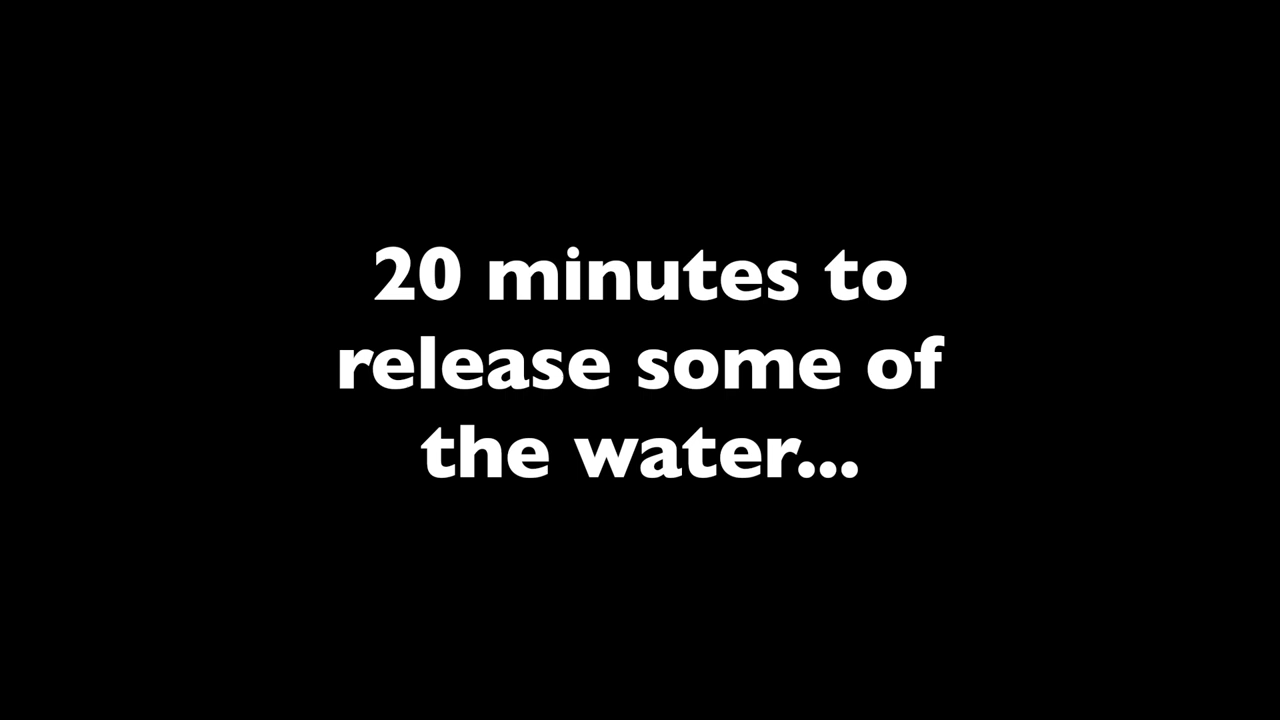 20 minutes to
release some of
the water...